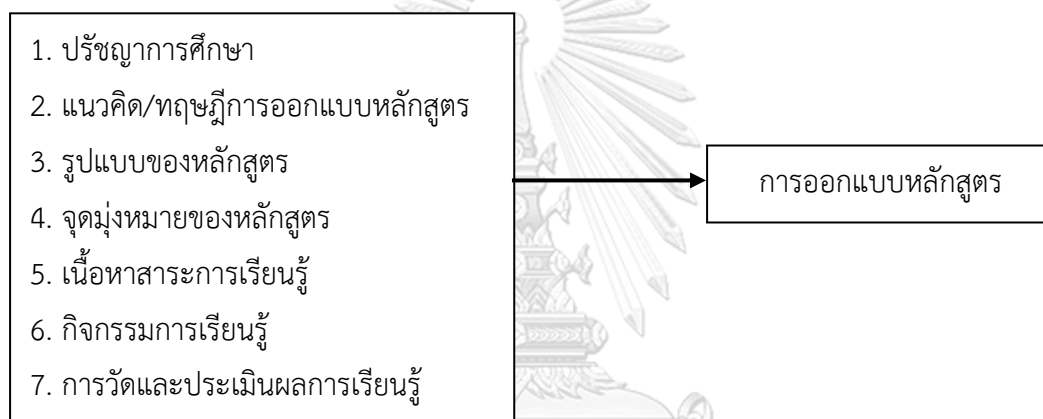 1. ปรัชญาการศึกษา
2. แนวคิด/ทฤษฎีการออกแบบหลักสูตร
3. รูปแบบของหลักสูตร
4. จุดมุ่งหมายของหลักสูตร
5. เนื้อหาสาระการเรียนรู้
6. กิจกรรมการเรียนรู้
7. การวัดและประเมินผลการเรียนรู้
การออกแบบหลักสูตร